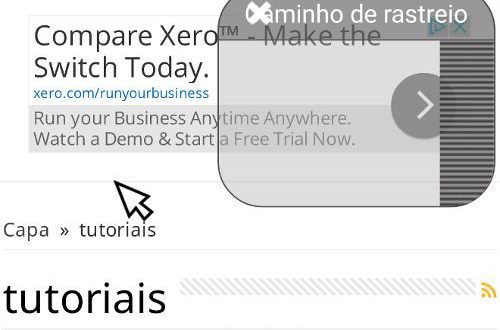 Caminho de rastreio
Compare Xero™ - Make the
Switch Today.
xero.com/runyourbusiness
Run your Business Anytime Anywhere.
Watch a Demo & Start a Free Trial Now.
Capa » tutoriais
tutoriais